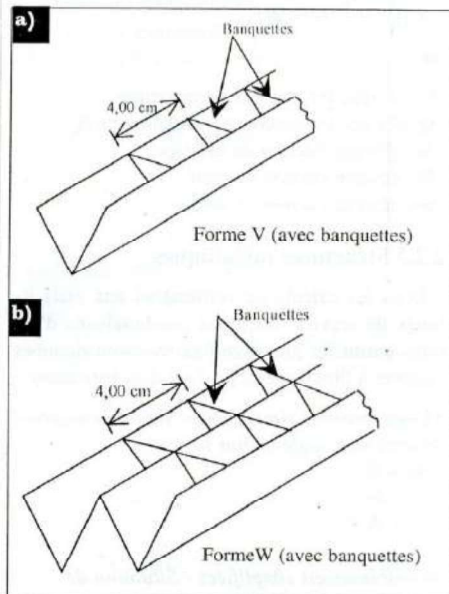 a)
Banquettes
4,00 cm
Forme V (avec banquettes)
b)
Banquettes
4,00 cm
FormeW (avec banquettes)